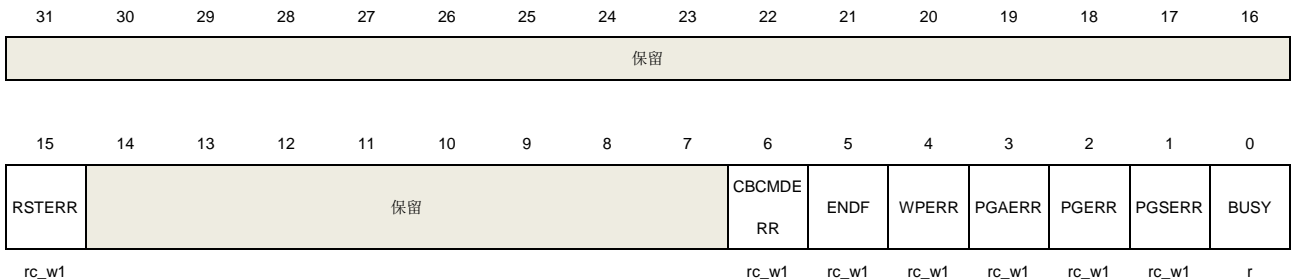 31 30 29 28 27 26 25 24 23 22 21 20 19 18 17 16
保留
15 14 13 12 11 10 9 8 7 6 5 4 3 2 1 0
RSTERR 保留 CBCMDE RR ENDF WPERR PGAERR PGERR PGSERR BUSY
rc_w1 rc_w1 rc_w1 rc_w1 rc_w1 rc_w1 rc_w1 r